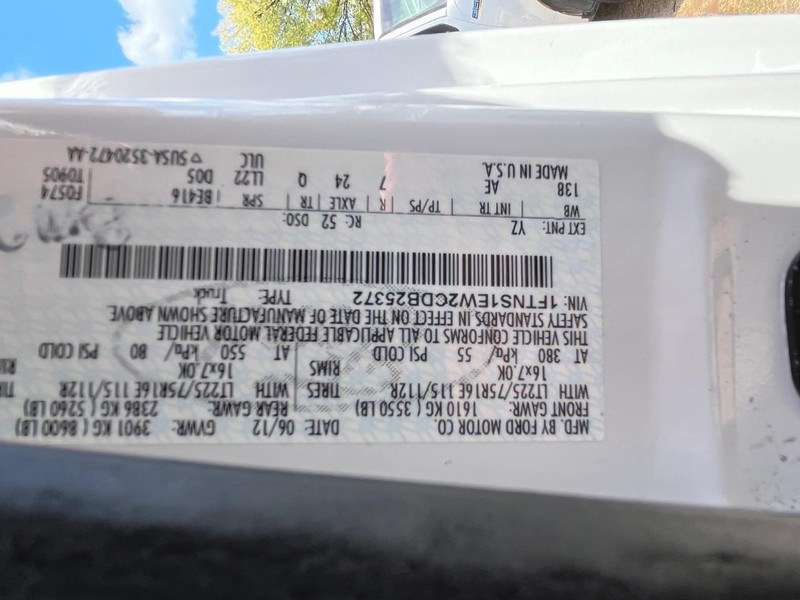 MFD. BY FORD MOTOR CO.
DATE: 06/12 GVWR: 3901 KG ( 8600 LB)
FRONT GAWR: 1610 KG ( 3550 LB) REAR GAWR: 2386 KG ( 5260 LB)
WITH LT225/75R16E 115/112R TIRES WITH LT225/75R16E 115/112R
16x7.0K RIMS 16x7.0K
AT 380 kPa/ 55 PSI COLD AT 550 kPa/ 80 PSI COLD
THIS VEHICLE CONFORMS TO ALL APPLICABLE FEDERAL MOTOR VEHICLE
SAFETY STANDARDS IN EFFECT ON THE DATE OF MANUFACTURE SHOWN ABOVE.
VIN: 1FTNS1EW2CDB25372 TYPE: Truck
EXT PNT: YZ RC: 52 DSO:
WB INT TR TP/PS R AXLE TR SPR BE416 F0574
138 AE 7 24 Q LL22 D05 T0905
MADE IN U.S.A. ULC ▽ SUSA-3520472-AA